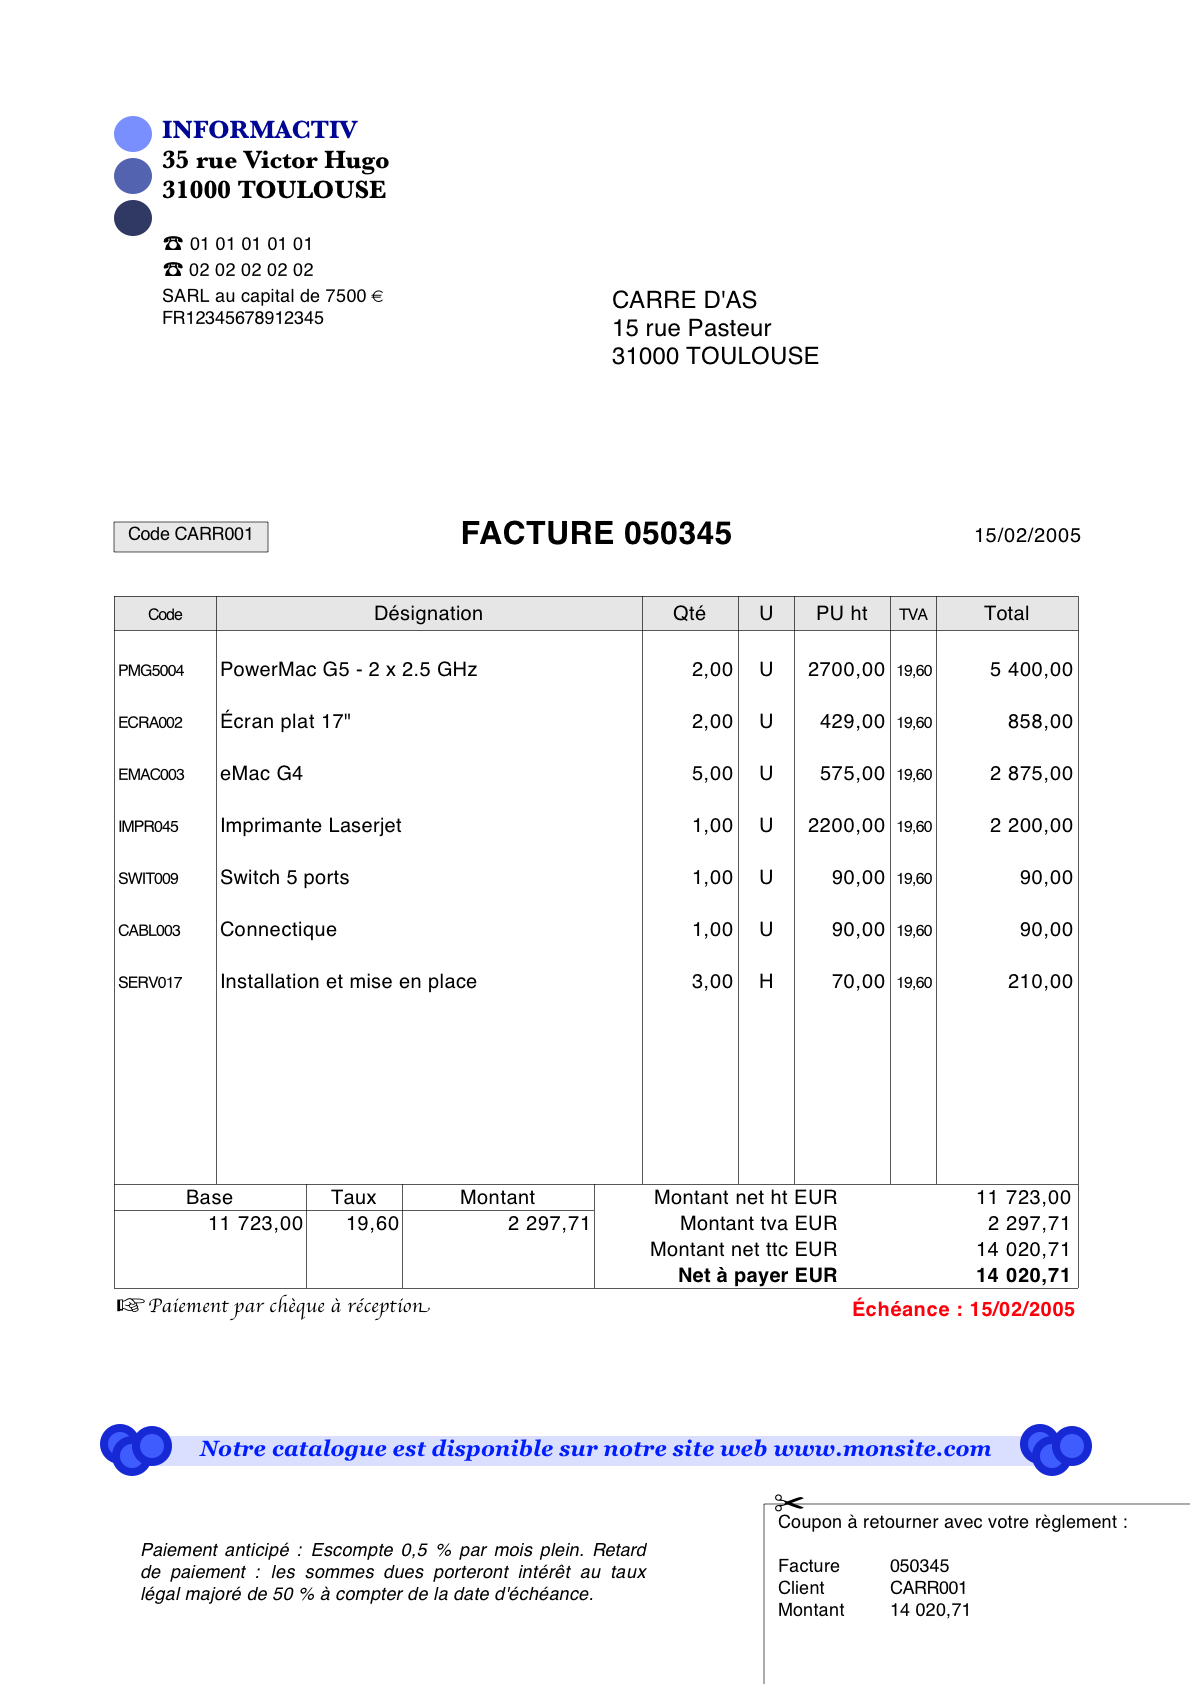 INFORMACTIV
35 rue Victor Hugo
31000 TOULOUSE
☎ 01 01 01 01 01
☎ 02 02 02 02 02
SARL au capital de 7500 €
FR12345678912345
CARRE D'AS
15 rue Pasteur
31000 TOULOUSE
Code CARR001 FACTURE 050345 15/02/2005
Code Désignation Qté U PU ht TVA Total
PMG5004 PowerMac G5 - 2 x 2.5 GHz 2,00 U 2700,00 19,60 5 400,00
ECRA002 Écran plat 17" 2,00 U 429,00 19,60 858,00
EMAC003 eMac G4 5,00 U 575,00 19,60 2 875,00
IMPR045 Imprimante Laserjet 1,00 U 2200,00 19,60 2 200,00
SWIT009 Switch 5 ports 1,00 U 90,00 19,60 90,00
CABL003 Connectique 1,00 U 90,00 19,60 90,00
SERV017 Installation et mise en place 3,00 H 70,00 19,60 210,00
Base Taux Montant Montant net ht EUR 11 723,00
11 723,00 19,60 2 297,71 Montant tva EUR 2 297,71
Montant net ttc EUR 14 020,71
Net à payer EUR 14 020,71
☞ Paiement par chèque à réception Échéance : 15/02/2005
Notre catalogue est disponible sur notre site web www.monsite.com
Paiement anticipé : Escompte 0,5 % par mois plein. Retard
de paiement : les sommes dues porteront intérêt au taux
légal majoré de 50 % à compter de la date d'échéance.
Coupon à retourner avec votre règlement :
Facture 050345
Client CARR001
Montant 14 020,71